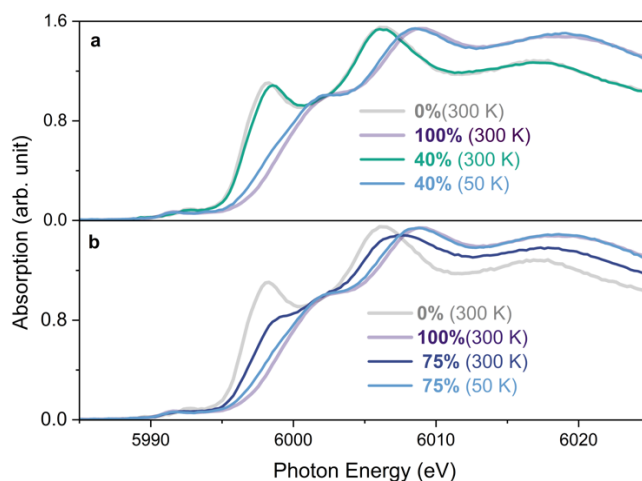 1.6
a
0.8
0.0
0%(300 K)
100% (300 K)
40% (300 K)
40% (50 K)
b
0.8
0.0
0% (300 K)
100%(300 K)
75% (300 K)
75% (50 K)
5990 6000 6010 6020
Photon Energy (eV)
Absorption (arb. unit)